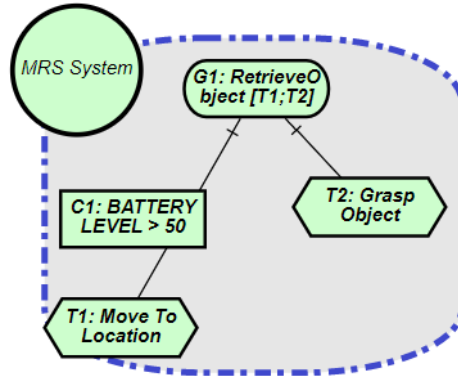 MRS System
G1: RetrieveO
bject [T1;T2]
C1: BATTERY
LEVEL > 50
T2: Grasp
Object
T1: Move To
Location